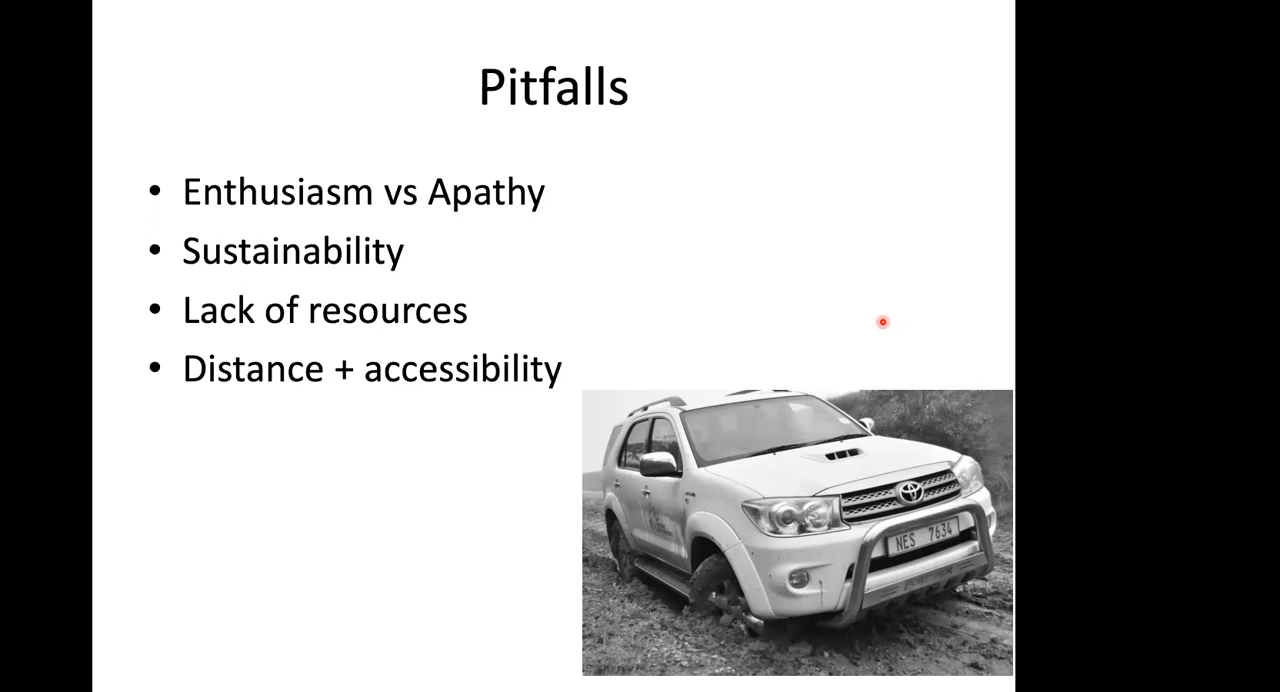 Pitfalls
• Enthusiasm vs Apathy
• Sustainability
• Lack of resources
• Distance + accessibility
NES 7634